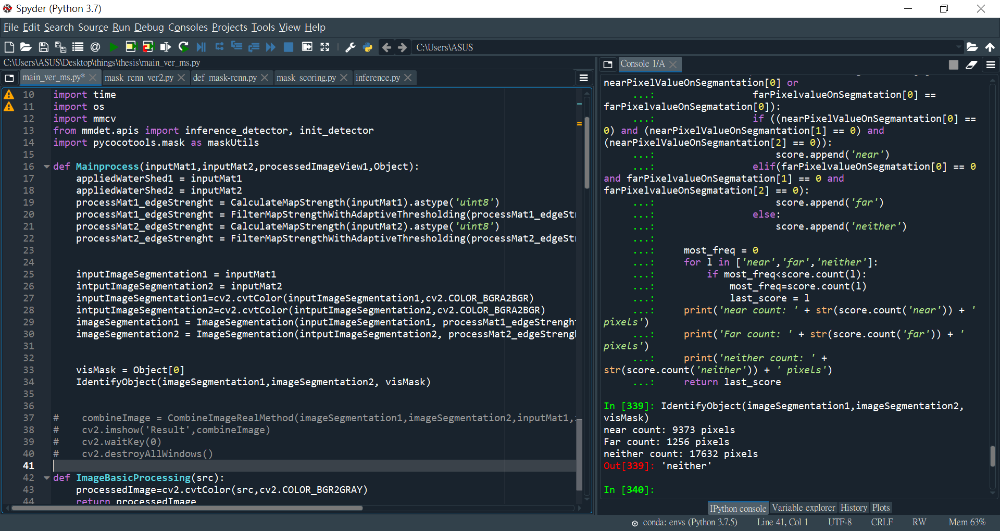 Spyder (Python 3.7)
File Edit Search Source Run Debug Consoles Projects Tools View Help
C:\Users\ASUS
C:\Users\ASUS\Desktop\things\thesis\main_ver_ms.py
main_ver_ms.py* mask_rcnn_ver2.py def_mask-rcnn.py mask_scoring.py inference.py
10 import time
11 import os
12 import mmcv
13 from mmdet.apis import inference_detector, init_detector
14 import pycocotools.mask as maskUtils
15
16 def Mainprocess(inputMat1,inputMat2,processedImageView1,Object):
17 appliedWaterShed1 = inputMat1
18 appliedWaterShed2 = inputMat2
19 processMat1_edgeStrenght = CalculateMapStrength(inputMat1).astype('uint8')
20 processMat1_edgeStrenght = FilterMapStrengthWithAdaptiveThresholding(processMat1_edgeStr
21 processMat2_edgeStrenght = CalculateMapStrength(inputMat2).astype('uint8')
22 processMat2_edgeStrenght = FilterMapStrengthWithAdaptiveThresholding(processMat2_edgeStr
23
24
25 inputImageSegmentation1 = inputMat1
26 intputImageSegmentation2 = inputMat2
27 inputImageSegmentation1=cv2.cvtColor(inputImageSegmentation1,cv2.COLOR_BGRA2BGR)
28 intputImageSegmentation2=cv2.cvtColor(intputImageSegmentation2,cv2.COLOR_BGRA2BGR)
29 imageSegmentation1 = ImageSegmentation(inputImageSegmentation1, processMat1_edgeStrength
30 imageSegmentation2 = ImageSegmentation(intputImageSegmentation2, processMat2_edgeStrengl
31
32
33 visMask = Object[0]
34 IdentifyObject(imageSegmentation1,imageSegmentation2, visMask)
35
36
37 # combineImage = CombineImageRealMethod(imageSegmentation1,imageSegmentation2,inputMat1,
38 # cv2.imshow('Result',combineImage)
39 # cv2.waitKey(0)
40 # cv2.destroyAllWindows()
41
42 def ImageBasicProcessing(src):
43 processedImage=cv2.cvtColor(src,cv2.COLOR_BGR2GRAY)
44 return processedImage
Console 1/A
nearPixelValueOnSegmantation[0] or
...: farPixelvalueOnSegmatation[0] ==
farPixelvalueOnSegmatation[0]):
...: if ((nearPixelValueOnSegmantation[0] ==
0) and (nearPixelValueOnSegmantation[1] == 0) and
(nearPixelValueOnSegmantation[2] == 0)):
...: score.append('near')
...: elif(farPixelvalueOnSegmatation[0] == 0
and farPixelvalueOnSegmatation[1] == 0 and
farPixelvalueOnSegmatation[2] == 0):
...: score.append('far')
...: else:
...: score.append('neither')
...:
...: most_freq = 0
...: for l in ['near','far','neither']:
...: if most_freq<score.count(l):
...: most_freq=score.count(l)
...: last_score = l
...: print('near count: ' + str(score.count('near')) + '
pixels')
...: print('Far count: ' + str(score.count('far')) + '
pixels')
...: print('neither count: ' +
str(score.count('neither')) + ' pixels')
...: return last_score
In [339]: IdentifyObject(imageSegmentation1,imageSegmentation2,
visMask)
near count: 9373 pixels
Far count: 1256 pixels
neither count: 17632 pixels
Out[339]: 'neither'
In [340]:
IPython console Variable explorer History Plots
conda: envs (Python 3.7.5) Line 41, Col 1 UTF-8 CRLF RW Mem 63%